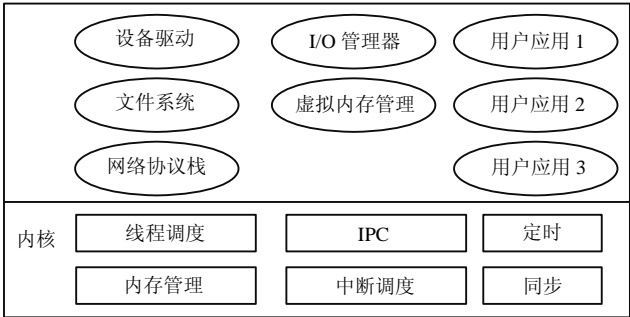 设备驱动 I/O 管理器 用户应用 1
文件系统 虚拟内存管理 用户应用 2
网络协议栈 用户应用 3
内核 线程调度 IPC 定时
内存管理 中断调度 同步